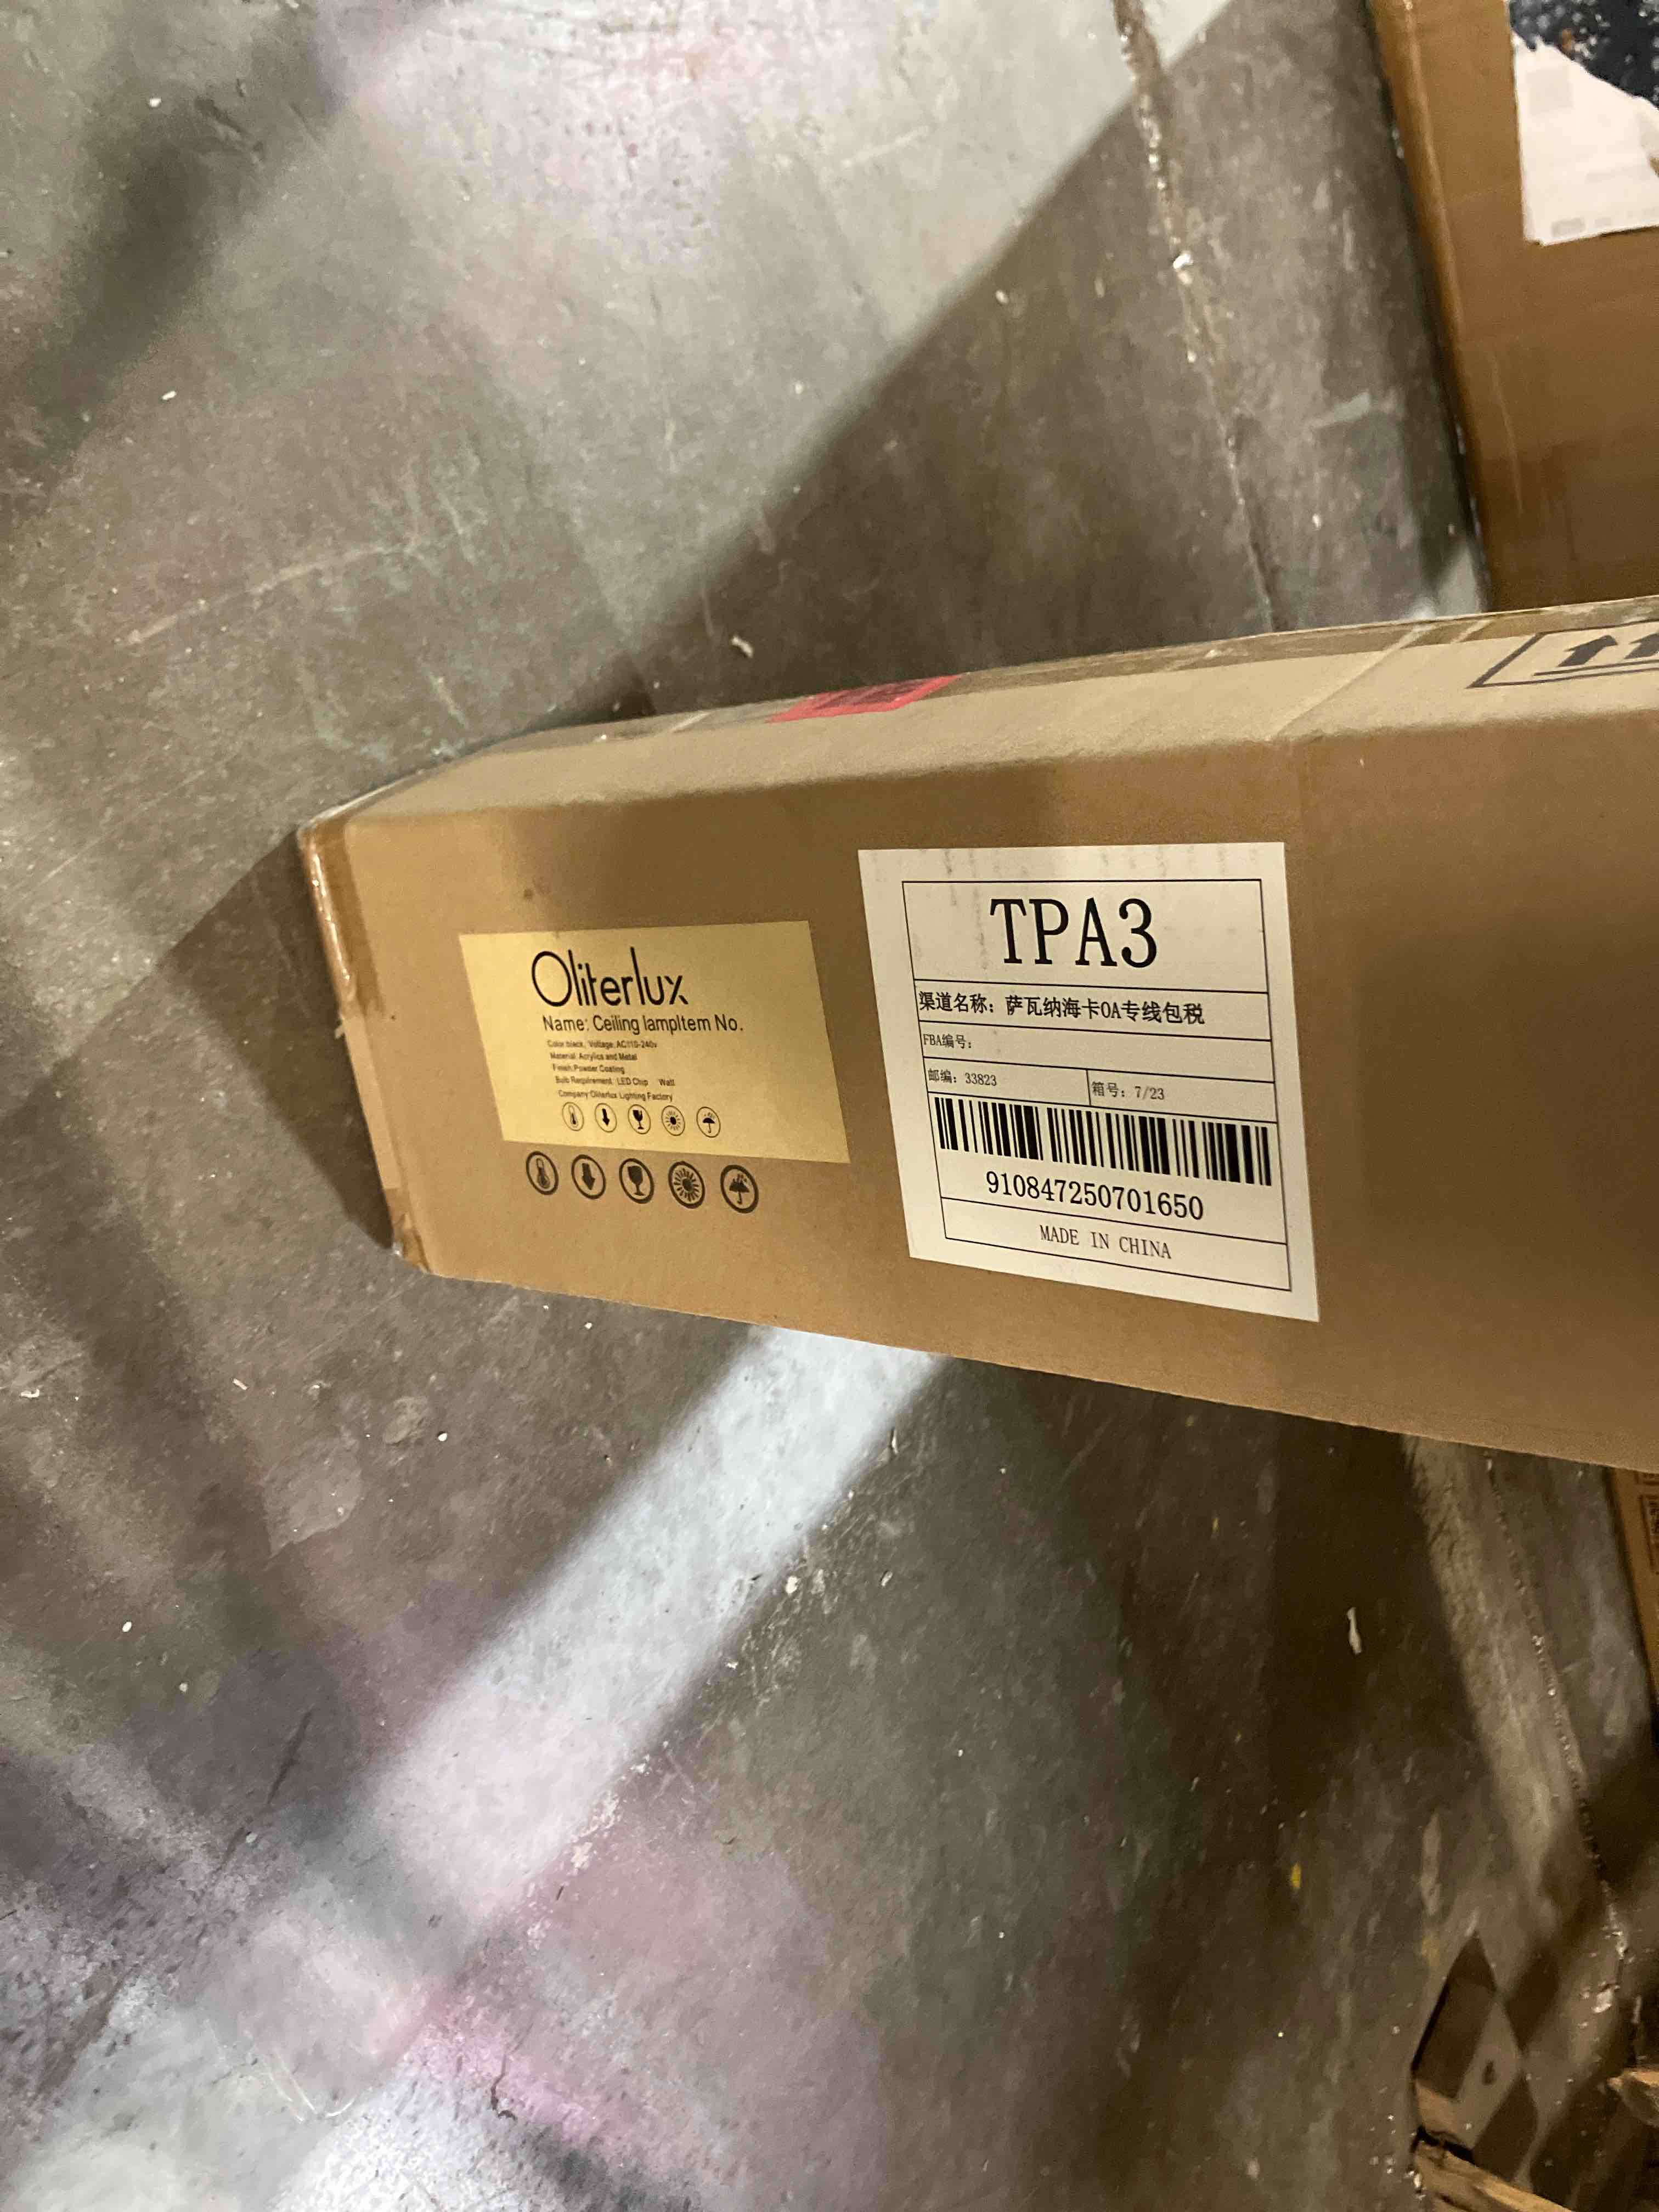 Oliterlux
Name: Ceiling lampItem No.
Color:black, Voltage: AC110-240v
Material: Acrylics and Metal
Finish:Powder Coating
Bulb Requirement: LED Chip Watt
Company:Oliterlux Lighting Factory
TPA3
渠道名称：萨瓦纳海卡OA专线包税
FBA编号：
邮编：33823
箱号：7/23
910847250701650
MADE IN CHINA